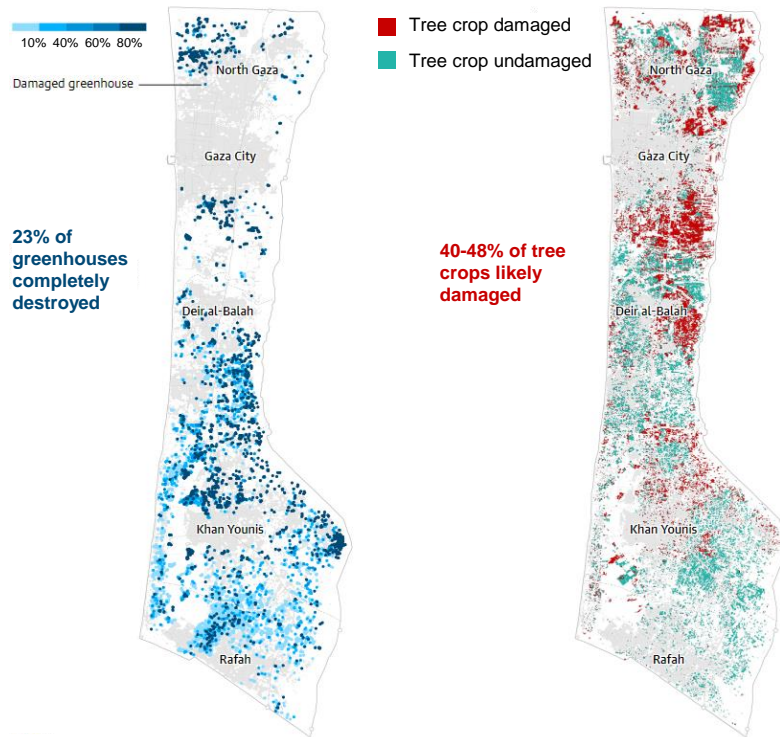 10% 40% 60% 80%
Damaged greenhouse
North Gaza
Gaza City
23% of
greenhouses
completely
destroyed
Deir al-Balah
Khan Younis
Rafah
Tree crop damaged
Tree crop undamaged
North Gaza
Gaza City
40-48% of tree
crops likely
damaged
Deir al-Balah
Khan Younis
Rafah